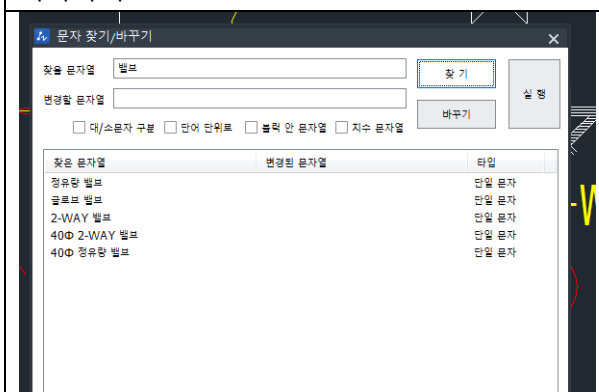 문자 찾기/바꾸기
찾을 문자열 밸브
찾 기
실 행
변경할 문자열
바꾸기
대/소문자 구분 단어 단위로 블럭 안 문자열 치수 문자열
찾은 문자열 변경된 문자열 타입
정유량 밸브 단일 문자
글로브 밸브 단일 문자
2-WAY 밸브 단일 문자
40Φ 2-WAY 밸브 단일 문자
40Φ 정유량 밸브 단일 문자